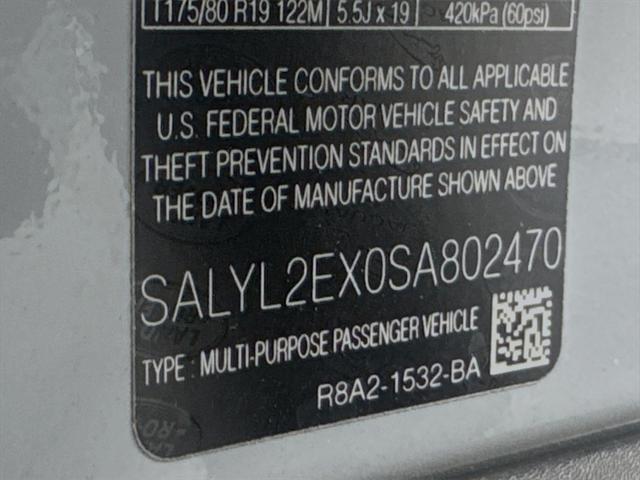 T175/80 R19 122M 5.5J x 19 420kPa (60psi)
THIS VEHICLE CONFORMS TO ALL APPLICABLE
U.S. FEDERAL MOTOR VEHICLE SAFETY AND
THEFT PREVENTION STANDARDS IN EFFECT ON
THE DATE OF MANUFACTURE SHOWN ABOVE
SALYL2EX0SA802470
TYPE : MULTI-PURPOSE PASSENGER VEHICLE
R8A2-1532-BA